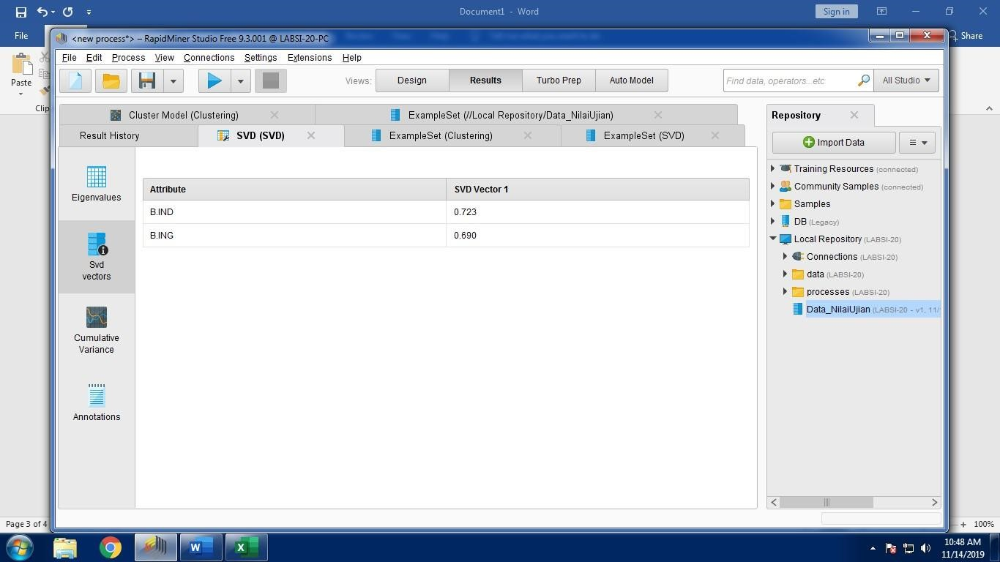 Document1 - Word
Sign in
File
Share
<new process*> – RapidMiner Studio Free 9.3.001 @ LABSI-20-PC
File Edit Process View Connections Settings Extensions Help
Paste
Clip
Views: Design Results Turbo Prep Auto Model
Find data, operators...etc
All Studio
Cluster Model (Clustering)
ExampleSet (//Local Repository/Data_NilaiUjian)
Result History
SVD (SVD)
ExampleSet (Clustering)
ExampleSet (SVD)
Eigenvalues
Svd
vectors
Cumulative
Variance
Annotations
Attribute SVD Vector 1
B.IND 0.723
B.ING 0.690
Repository
Import Data
Training Resources (connected)
Community Samples (connected)
Samples
DB (Legacy)
Local Repository (LABSI-20)
Connections (LABSI-20)
data (LABSI-20)
processes (LABSI-20)
Data_NilaiUjian (LABSI-20 - v1, 11/
Page 3 of 4
100%
10:48 AM
11/14/2019